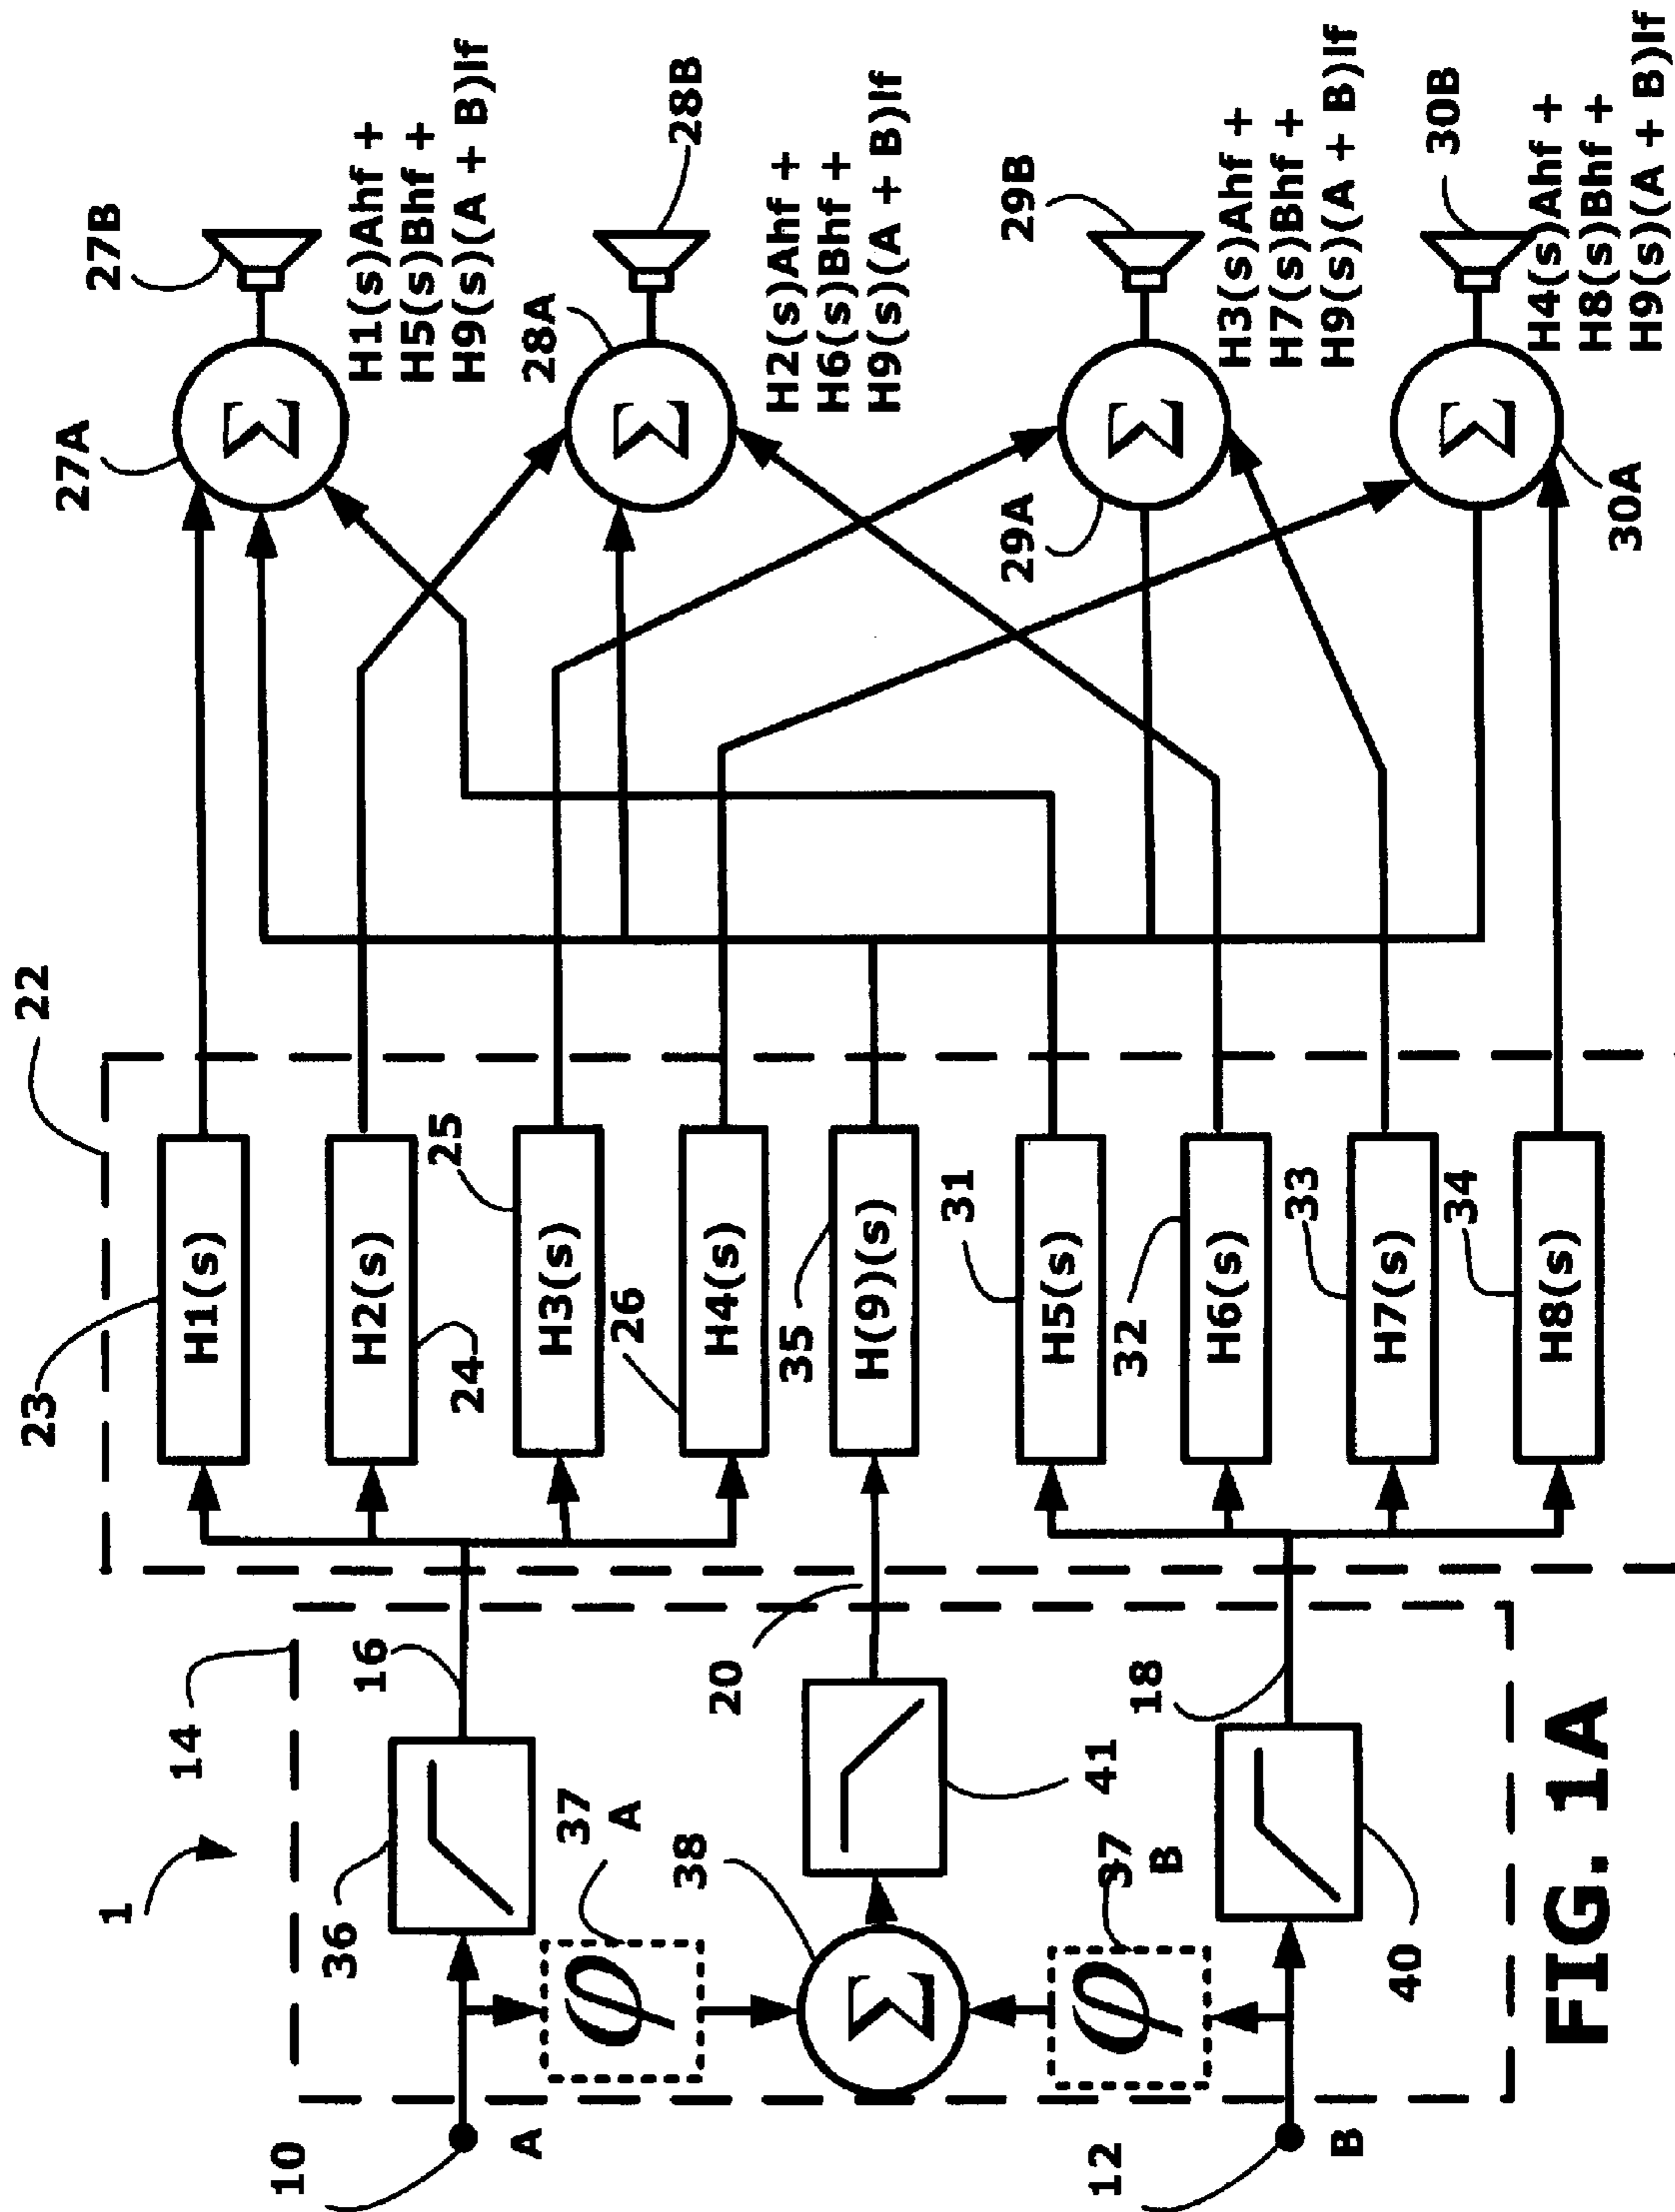 1
14
22
10
A
36
16
37
A
38
20
41
37
B
12
B
40
18
23
H1(s)
H2(s)
24
25
H3(s)
26
H4(s)
35
H(9)(s)
31
H5(s)
32
H6(s)
33
H7(s)
34
H8(s)
φ
Σ
φ
27A
Σ
27B
H1(s)Ahf +
H5(s)Bhf +
H9(s)(A + B)lf
28A
Σ
28B
H2(s)Ahf +
H6(s)Bhf +
H9(s)(A + B)lf
29A
Σ
29B
H3(s)Ahf +
H7(s)Bhf +
H9(s)(A + B)lf
30A
Σ
30B
H4(s)Ahf +
H8(s)Bhf +
H9(s)(A + B)lf
FIG. 1A